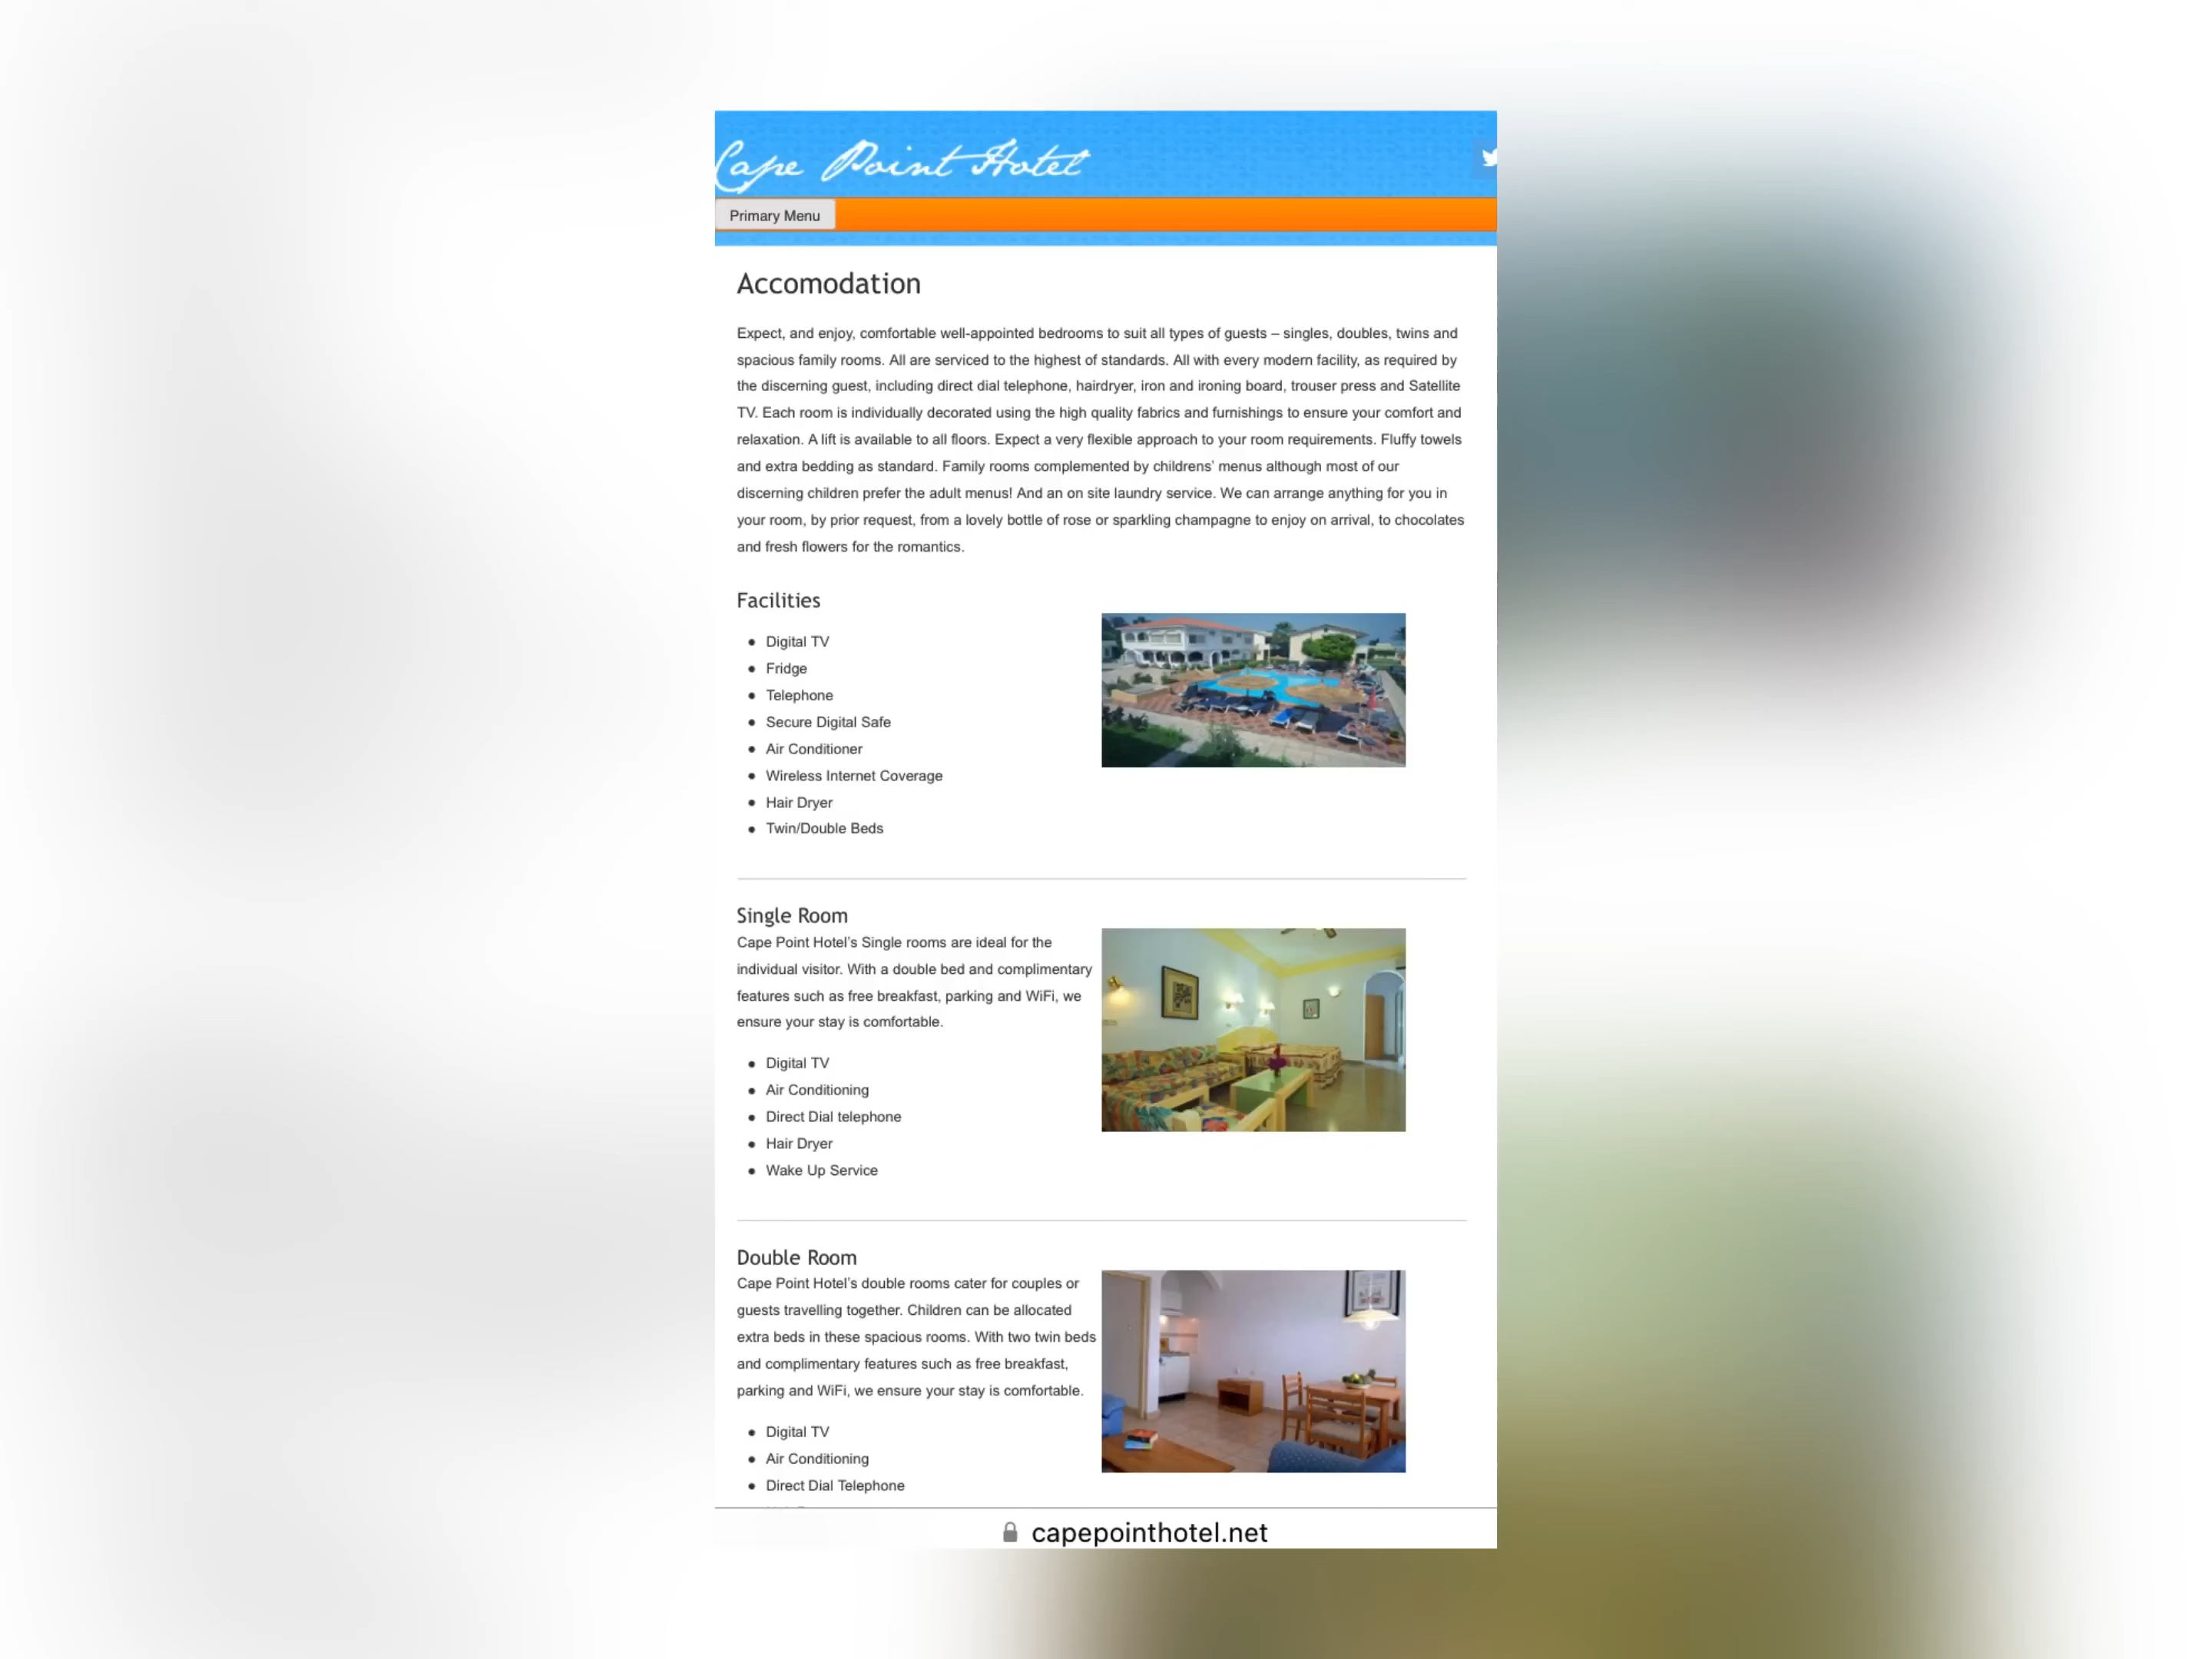 Cape Point Hotel
Primary Menu
Accomodation
Expect, and enjoy, comfortable well-appointed bedrooms to suit all types of guests – singles, doubles, twins and
spacious family rooms. All are serviced to the highest of standards. All with every modern facility, as required by
the discerning guest, including direct dial telephone, hairdryer, iron and ironing board, trouser press and Satellite
TV. Each room is individually decorated using the high quality fabrics and furnishings to ensure your comfort and
relaxation. A lift is available to all floors. Expect a very flexible approach to your room requirements. Fluffy towels
and extra bedding as standard. Family rooms complemented by childrens’ menus although most of our
discerning children prefer the adult menus! And an on site laundry service. We can arrange anything for you in
your room, by prior request, from a lovely bottle of rose or sparkling champagne to enjoy on arrival, to chocolates
and fresh flowers for the romantics.
Facilities
● Digital TV
● Fridge
● Telephone
● Secure Digital Safe
● Air Conditioner
● Wireless Internet Coverage
● Hair Dryer
● Twin/Double Beds
Single Room
Cape Point Hotel’s Single rooms are ideal for the
individual visitor. With a double bed and complimentary
features such as free breakfast, parking and WiFi, we
ensure your stay is comfortable.
● Digital TV
● Air Conditioning
● Direct Dial telephone
● Hair Dryer
● Wake Up Service
Double Room
Cape Point Hotel’s double rooms cater for couples or
guests travelling together. Children can be allocated
extra beds in these spacious rooms. With two twin beds
and complimentary features such as free breakfast,
parking and WiFi, we ensure your stay is comfortable.
● Digital TV
● Air Conditioning
● Direct Dial Telephone
capepointhotel.net